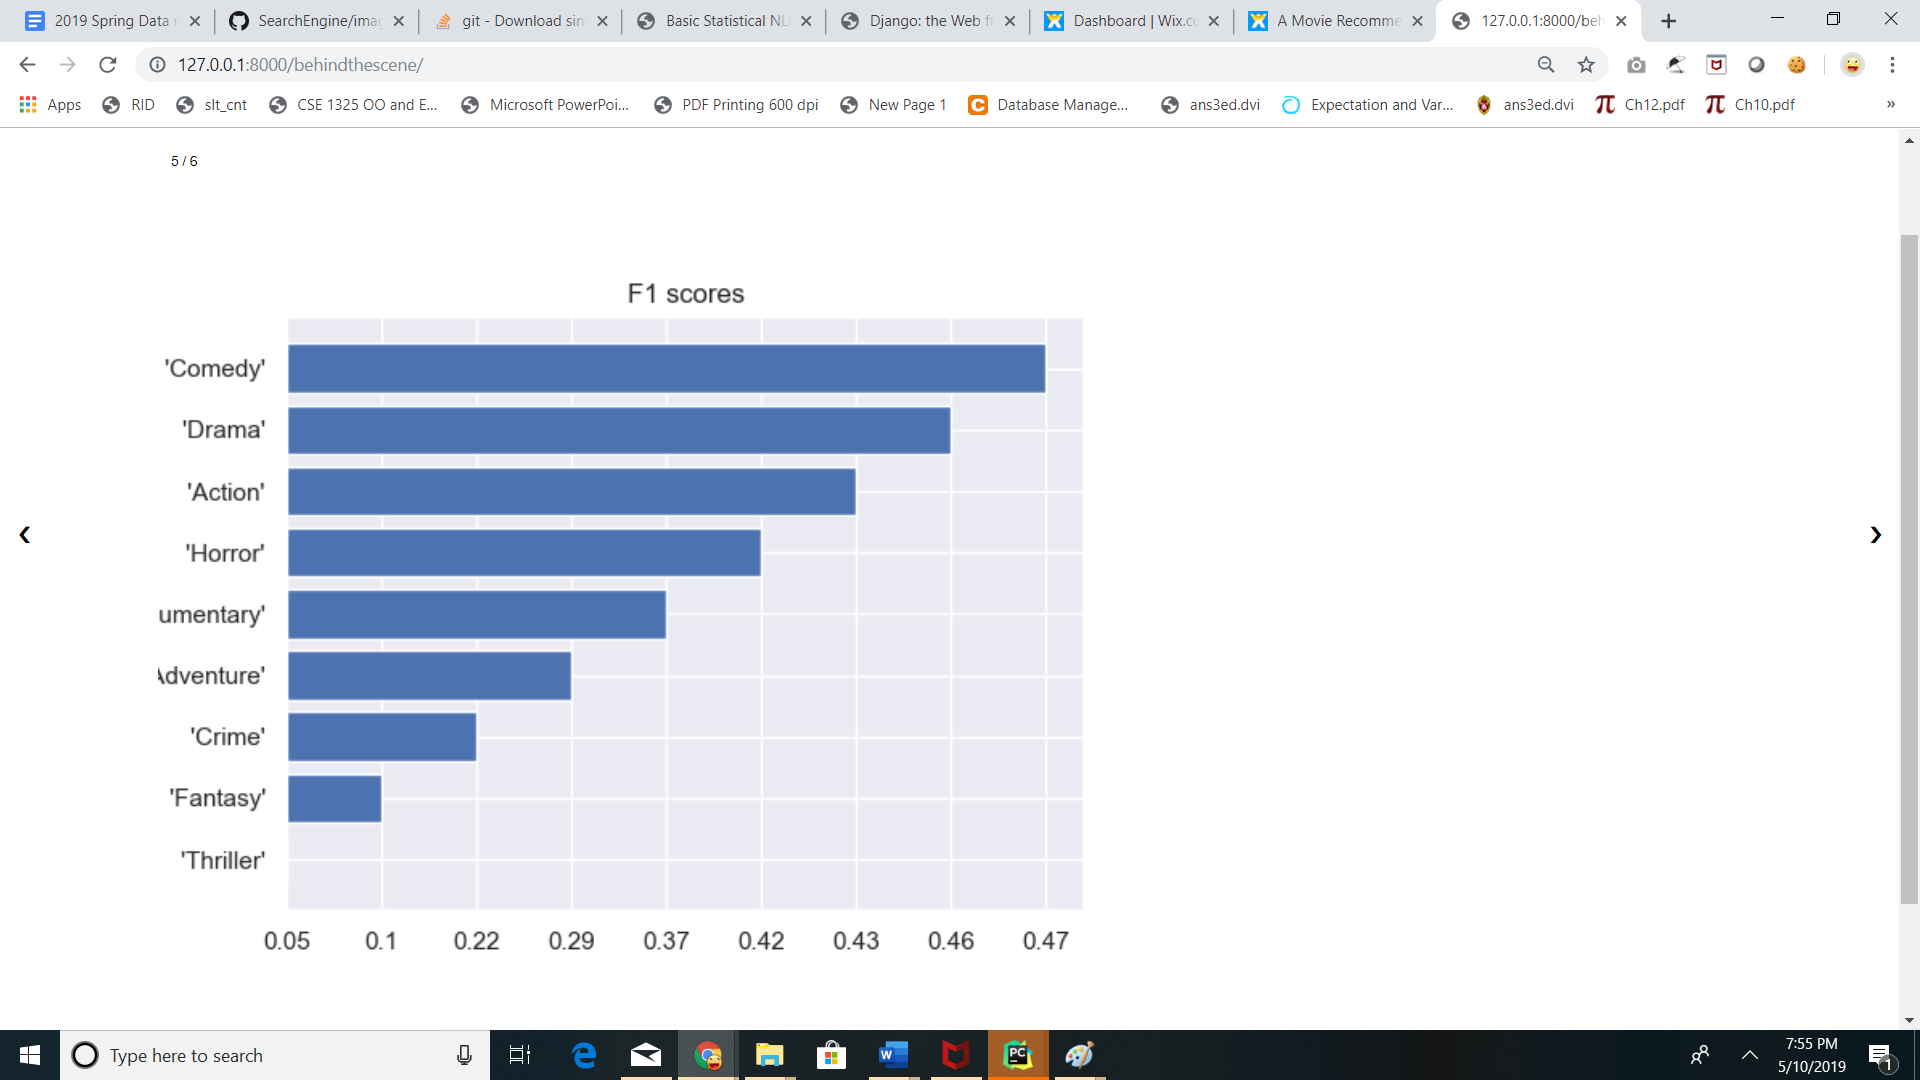 2019 Spring Data
SearchEngine/ima
git - Download sin
Basic Statistical NL
Django: the Web f
Dashboard | Wix.c
A Movie Recomme
127.0.0.1:8000/beh
127.0.0.1:8000/behindthescene/
Apps RID slt_cnt CSE 1325 OO and E... Microsoft PowerPoi... PDF Printing 600 dpi New Page 1 Database Manage... ans3ed.dvi Expectation and Var... ans3ed.dvi Ch12.pdf Ch10.pdf »
5 / 6
F1 scores
'Comedy'
'Drama'
'Action'
'Horror'
umentary'
Adventure'
'Crime'
'Fantasy'
'Thriller'
0.05 0.1 0.22 0.29 0.37 0.42 0.43 0.46 0.47
❮
❯
Type here to search
7:55 PM
5/10/2019
1